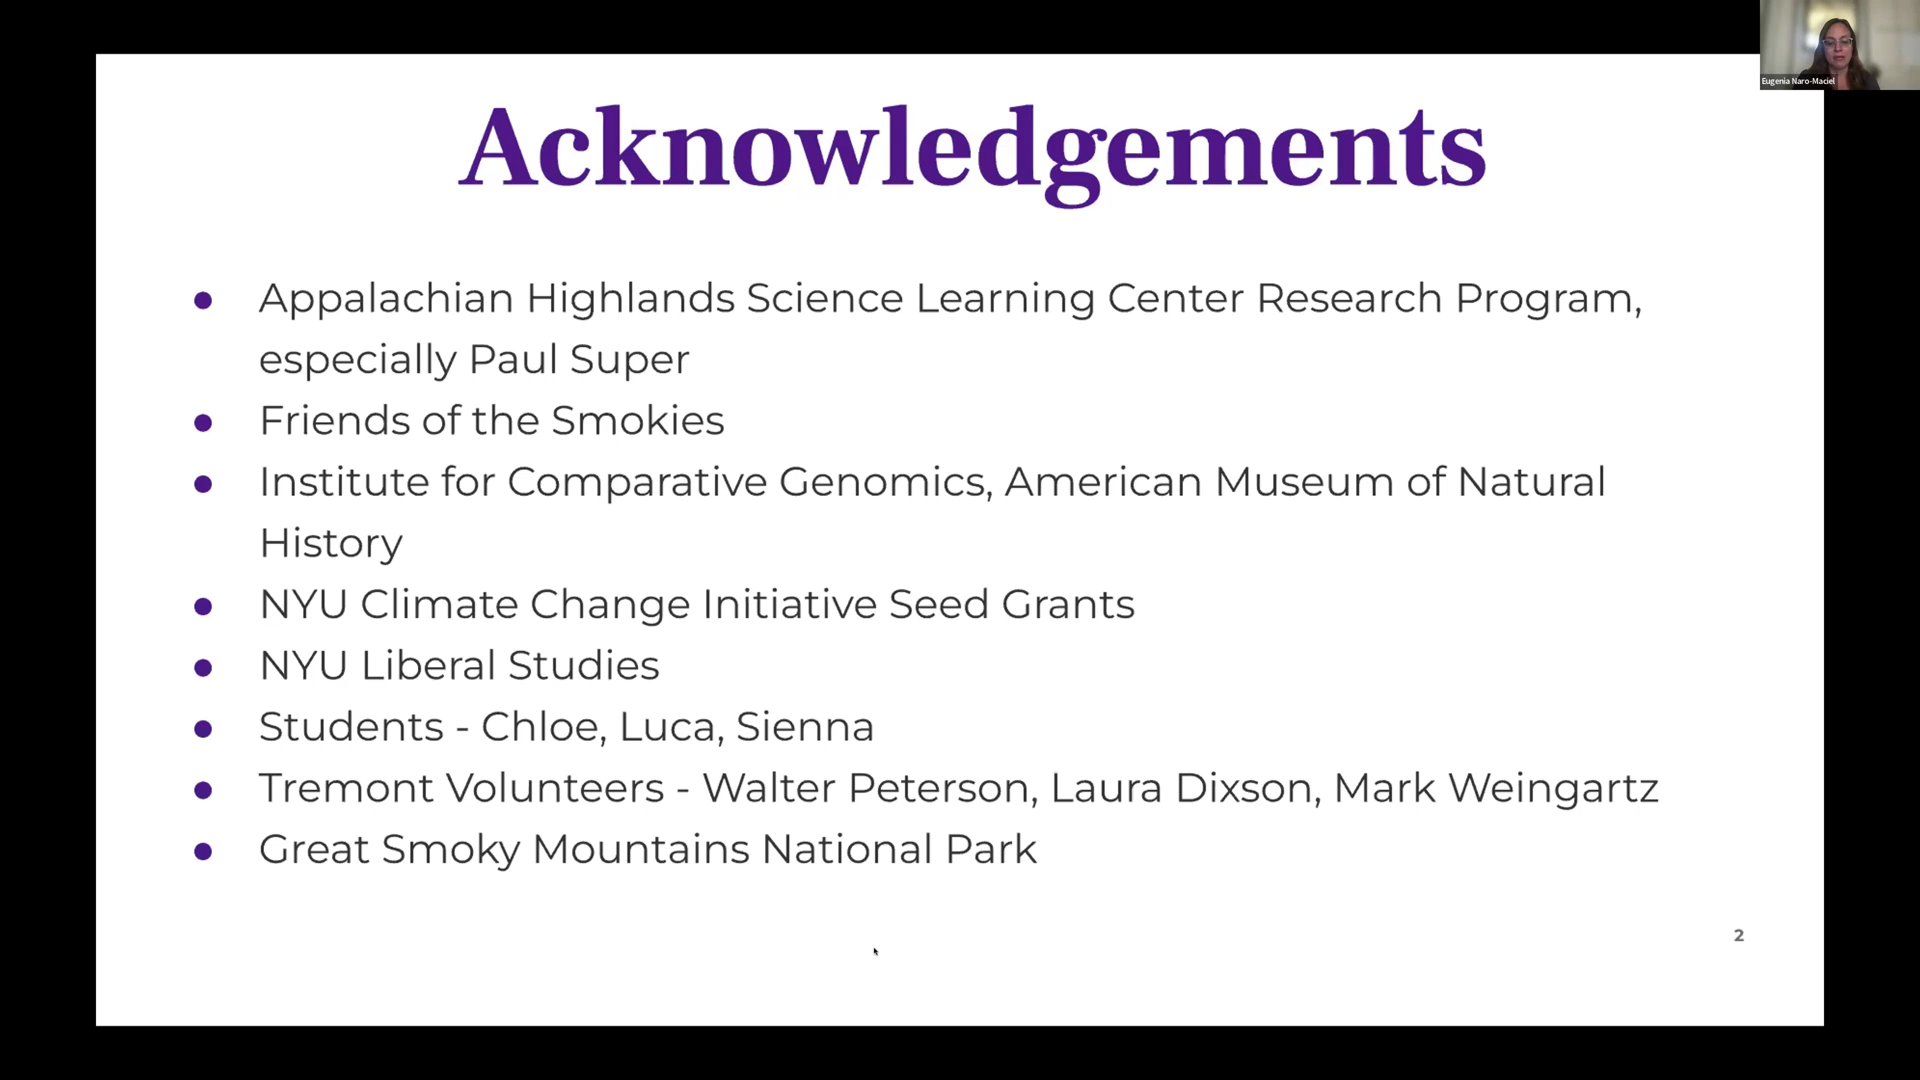 Eugenia Naro-Maciel
Acknowledgements
● Appalachian Highlands Science Learning Center Research Program,
especially Paul Super
● Friends of the Smokies
● Institute for Comparative Genomics, American Museum of Natural
History
● NYU Climate Change Initiative Seed Grants
● NYU Liberal Studies
● Students - Chloe, Luca, Sienna
● Tremont Volunteers - Walter Peterson, Laura Dixson, Mark Weingartz
● Great Smoky Mountains National Park
2